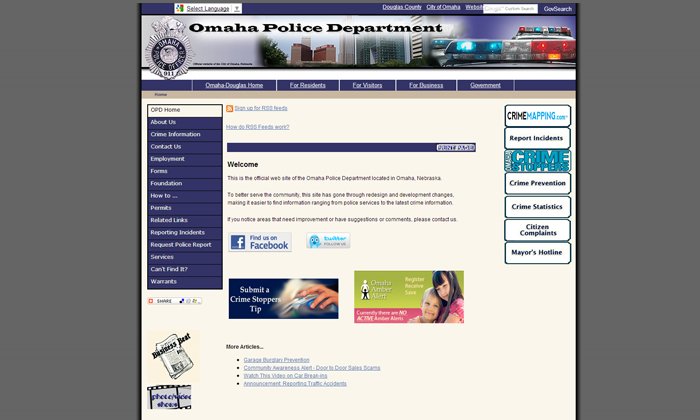 Select Language
Douglas County
City of Omaha
Custom Search
GovSearch
Omaha Police Department
Official website of the City of Omaha, Nebraska.
OMAHA
POLICE OFFICER
911
Omaha-Douglas Home
For Residents
For Visitors
For Business
Government
Home
OPD Home
About Us
Crime Information
Contact Us
Employment
Forms
Foundation
How to ...
Permits
Related Links
Reporting Incidents
Request Police Report
Services
Can't Find It?
Warrants
SHARE
Business Beat
photo/video
shows
Sign up for RSS feeds
How do RSS Feeds work?
PRINT PAGE
Welcome
This is the official web site of the Omaha Police Department located in Omaha, Nebraska.
To better serve the community, this site has gone through redesign and development changes,
making it easier to find information ranging from police services to the latest crime information.
If you notice areas that need improvement or have suggestions or comments, please contact us.
Find us on
Facebook
twitter
FOLLOW US
Submit a
Crime Stoppers
Tip
Omaha
Amber
Alert
Register
Receive
Save
Currently there are NO
ACTIVE Amber Alerts
More Articles...
Garage Burglary Prevention
Community Awareness Alert - Door to Door Sales Scams
Watch This Video on Car Break-ins
Announcement: Reporting Traffic Accidents
CRIMEMAPPING.com
Report Incidents
OMAHA
CRIME
STOPPERS
Crime Prevention
Crime Statistics
Citizen
Complaints
Mayor's Hotline